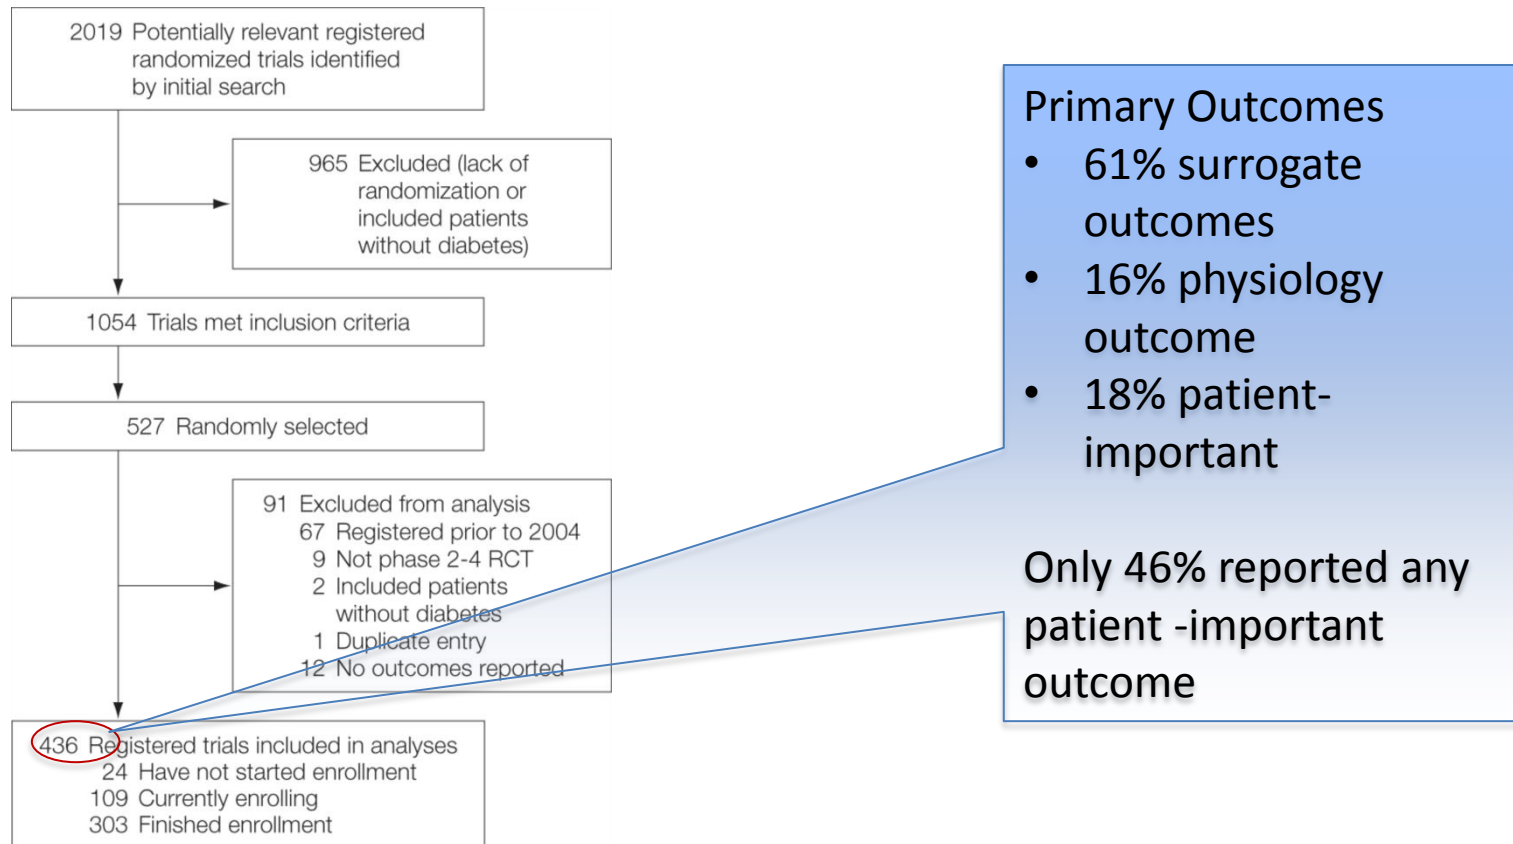 2019 Potentially relevant registered
randomized trials identified
by initial search
965 Excluded (lack of
randomization or
included patients
without diabetes)
1054 Trials met inclusion criteria
527 Randomly selected
91 Excluded from analysis
67 Registered prior to 2004
9 Not phase 2-4 RCT
2 Included patients
without diabetes
1 Duplicate entry
12 No outcomes reported
436 Registered trials included in analyses
24 Have not started enrollment
109 Currently enrolling
303 Finished enrollment
Primary Outcomes
• 61% surrogate
outcomes
• 16% physiology
outcome
• 18% patient-
important
Only 46% reported any
patient -important
outcome